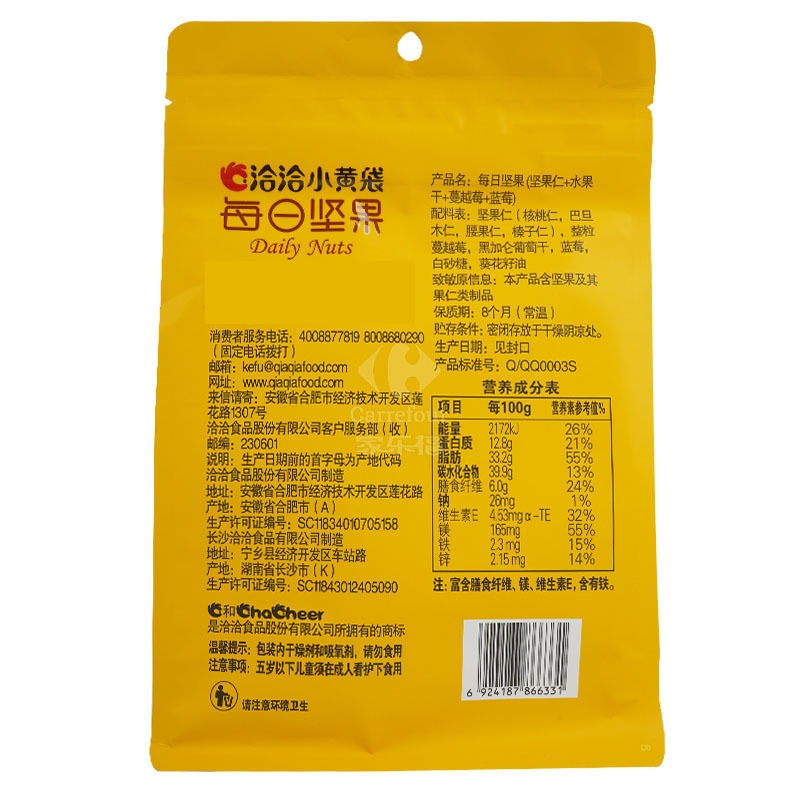 洽洽小黄袋
每日坚果
Daily Nuts
消费者服务电话：4008877819 8008680290
（固定电话拨打）
邮箱：kefu@qiaqiafood.com
网址：www.qiaqiafood.com
来信请寄：安徽省合肥市经济技术开发区莲
花路1307号
洽洽食品股份有限公司客户服务部（收）
邮编：230601
说明：生产日期前的首字母为产地代码
洽洽食品股份有限公司制造
地址：安徽省合肥市经济技术开发区莲花路
产地：安徽省合肥市（A）
生产许可证编号：SC11834010705158
长沙洽洽食品有限公司制造
地址：宁乡县经济开发区车站路
产地：湖南省长沙市（K）
生产许可证编号：SC11843012405090
和ChaCheer
是洽洽食品股份有限公司所拥有的商标
温馨提示：包装内干燥剂和吸氧剂，请勿食用
注意事项：五岁以下儿童须在成人看护下食用
请注意环境卫生
产品名：每日坚果(坚果仁+水果
干+蔓越莓+蓝莓)
配料表：坚果仁（核桃仁，巴旦
木仁，腰果仁，榛子仁），整粒
蔓越莓，黑加仑葡萄干，蓝莓，
白砂糖，葵花籽油
致敏原信息：本产品含坚果及其
果仁类制品
保质期：8个月（常温）
贮存条件：密闭存放于干燥阴凉处。
生产日期：见封口
产品标准号：Q/QQ0003S
营养成分表
项目 每100g 营养素参考值%
能量 2172kJ 26%
蛋白质 12.8g 21%
脂肪 33.2g 55%
碳水化合物 39.9g 13%
膳食纤维 6.0g 24%
钠 26mg 1%
维生素E 4.53mg α-TE 32%
镁 165mg 55%
铁 2.3 mg 15%
锌 2.15 mg 14%
注：富含膳食纤维、镁、维生素E，含有铁。
6 924187 866331
Carrefour
家乐福